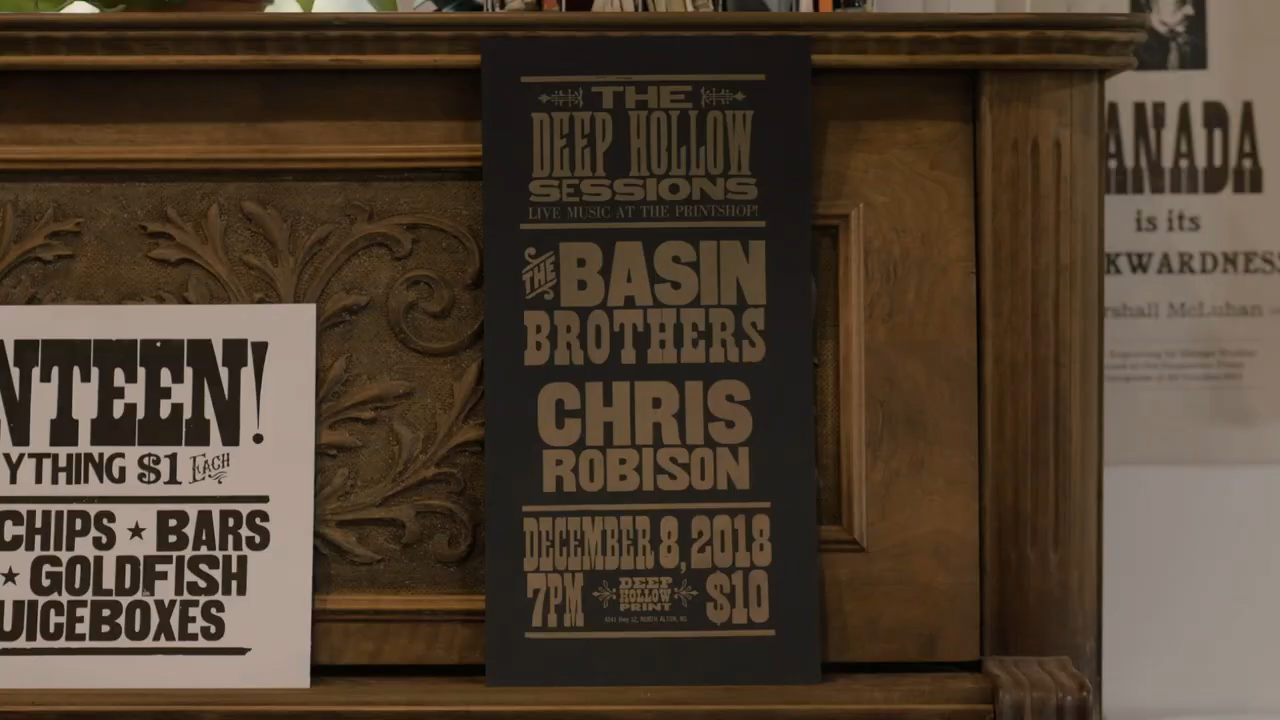 NTEEN!
YTHING $1 EACH
CHIPS ★ BARS
★ GOLDFISH
UICEBOXES
THE
DEEP HOLLOW
SESSIONS
LIVE MUSIC AT THE PRINTSHOP!
THE BASIN
BROTHERS
CHRIS
ROBISON
DECEMBER 8, 2018
7PM DEEP HOLLOW PRINT $10
ANADA
is its
KWARDNES
rshall McLuhan